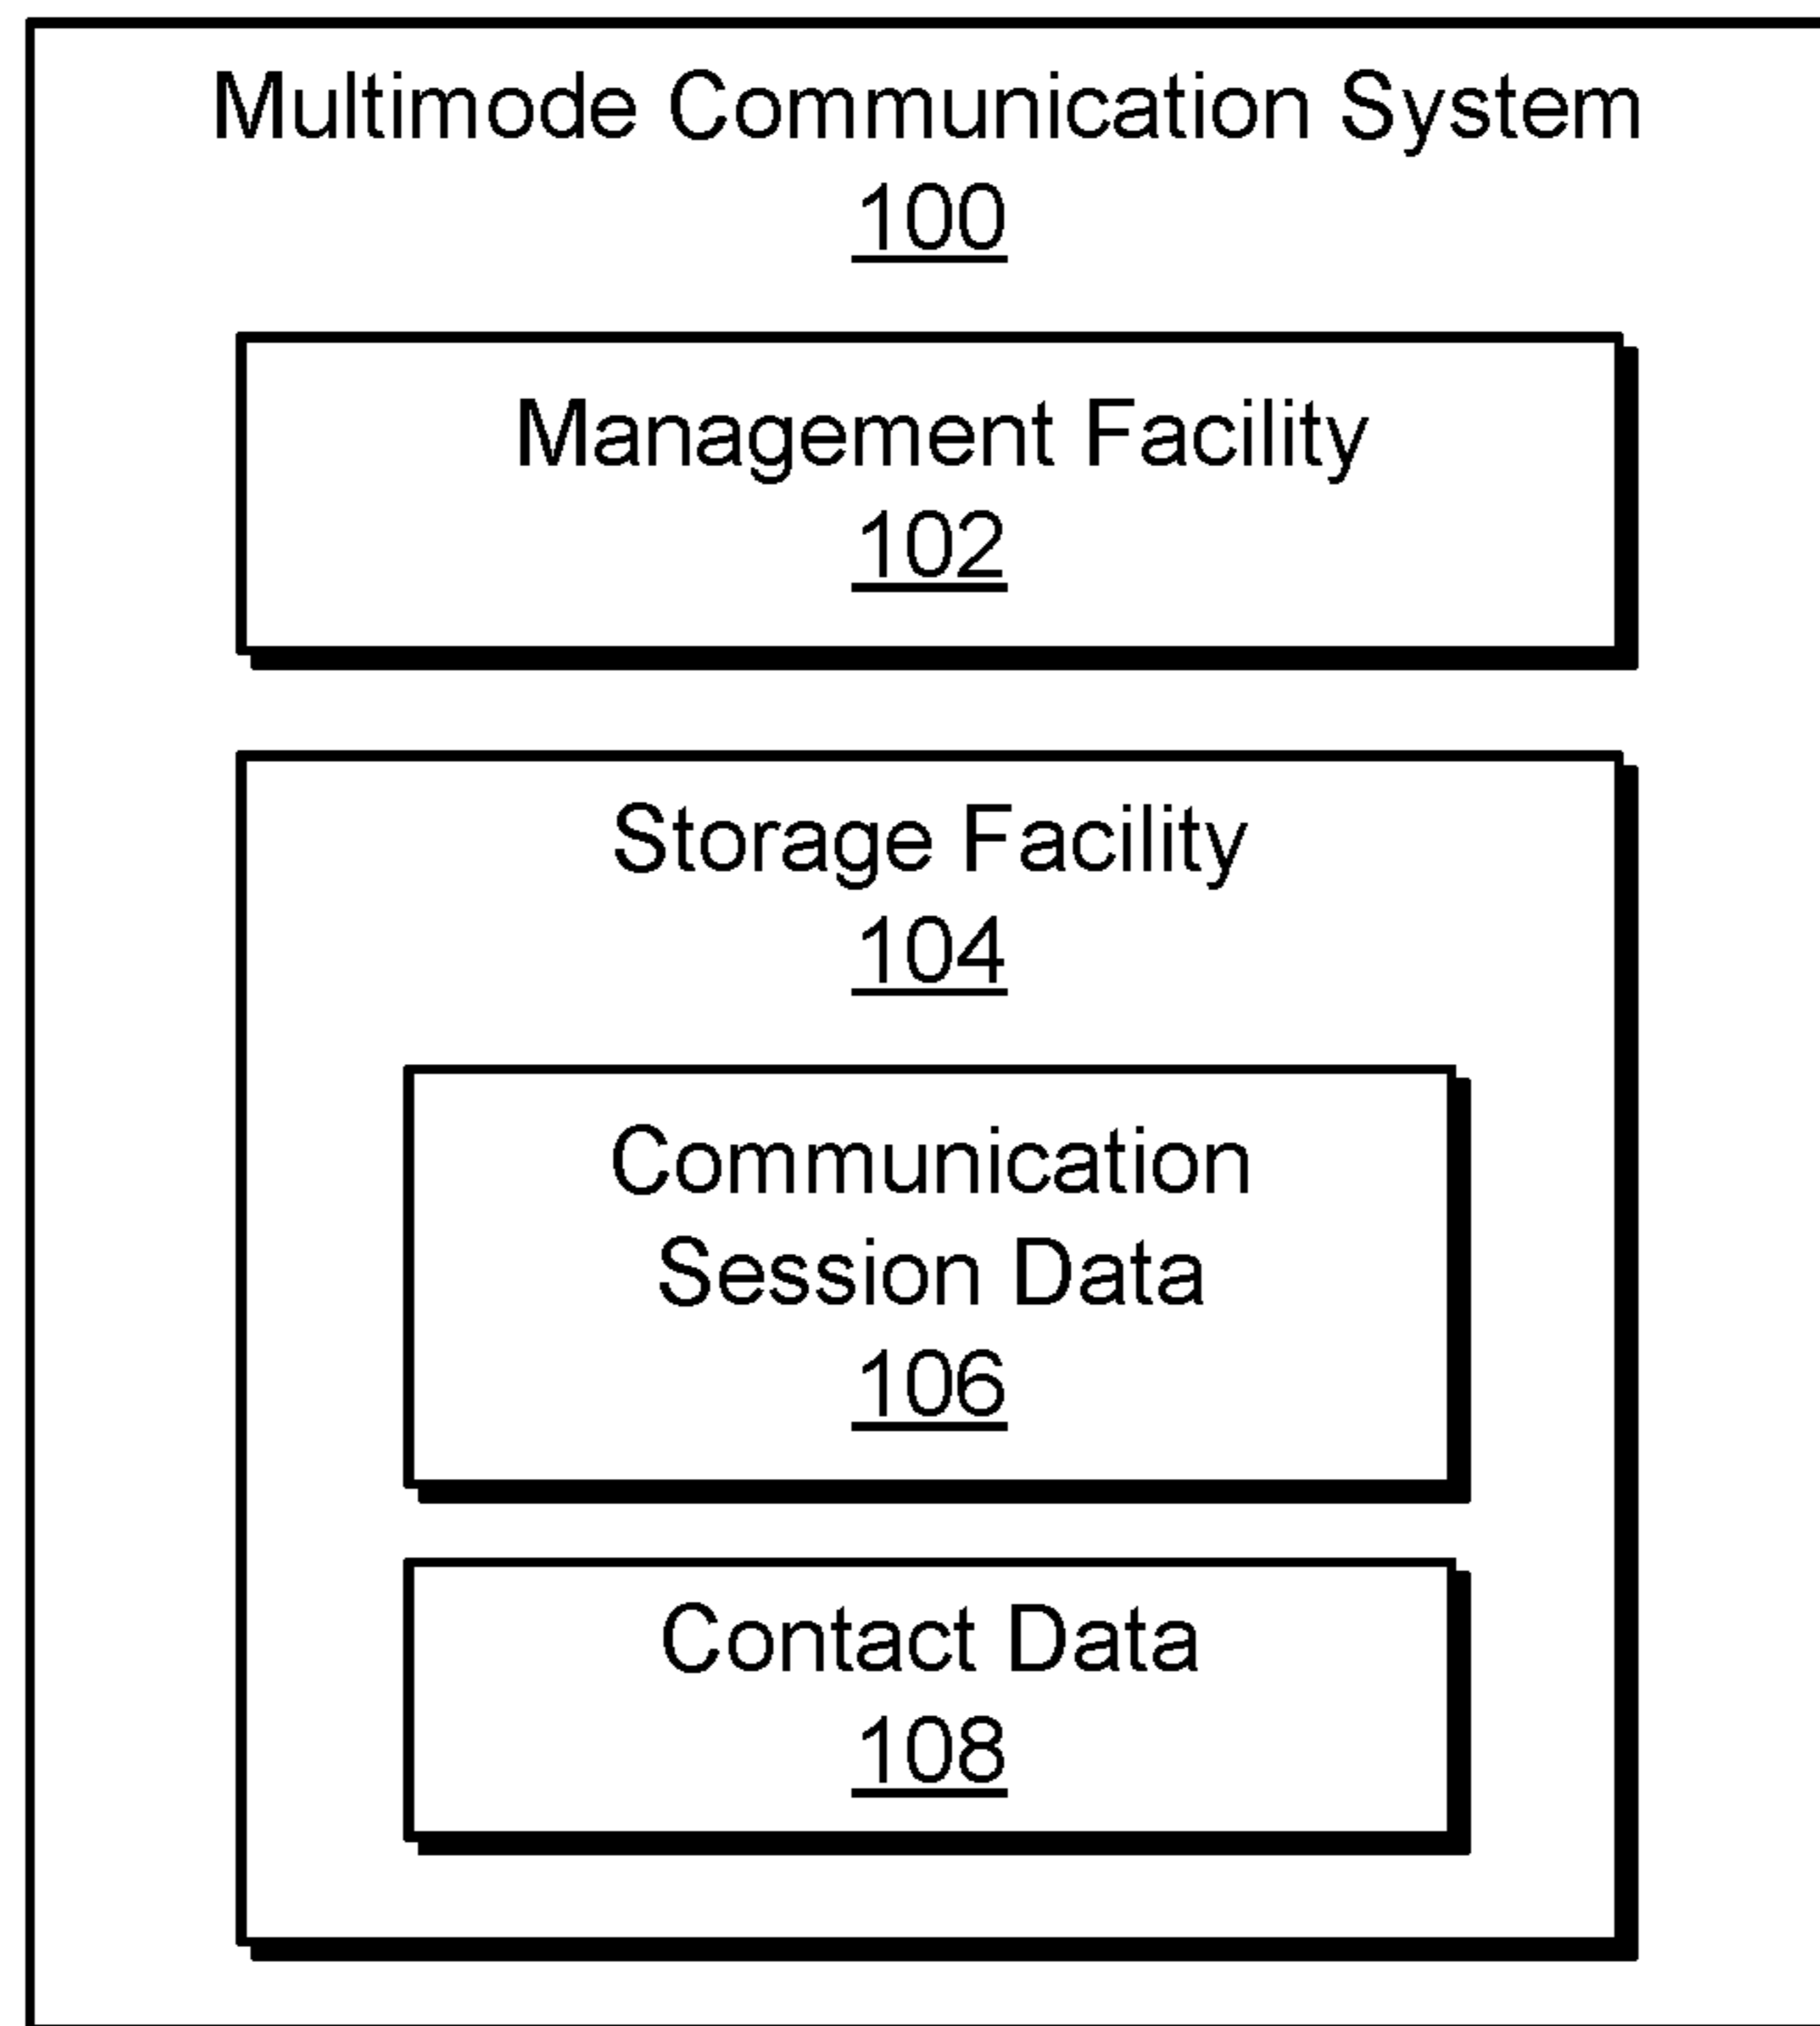 Multimode Communication System
100
Management Facility
102
Storage Facility
104
Communication
Session Data
106
Contact Data
108